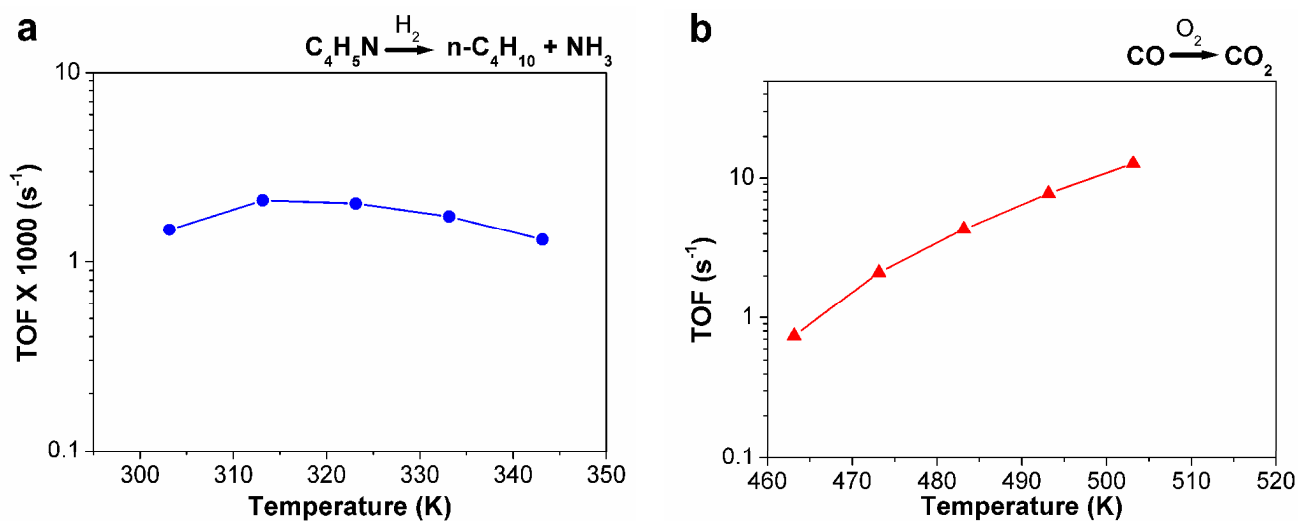 a
H2
C4H5N → n-C4H10 + NH3
10
1
0.1
TOF X 1000 (s-1)
300 310 320 330 340 350
Temperature (K)
b
O2
CO → CO2
10
1
0.1
TOF (s-1)
460 470 480 490 500 510 520
Temperature (K)